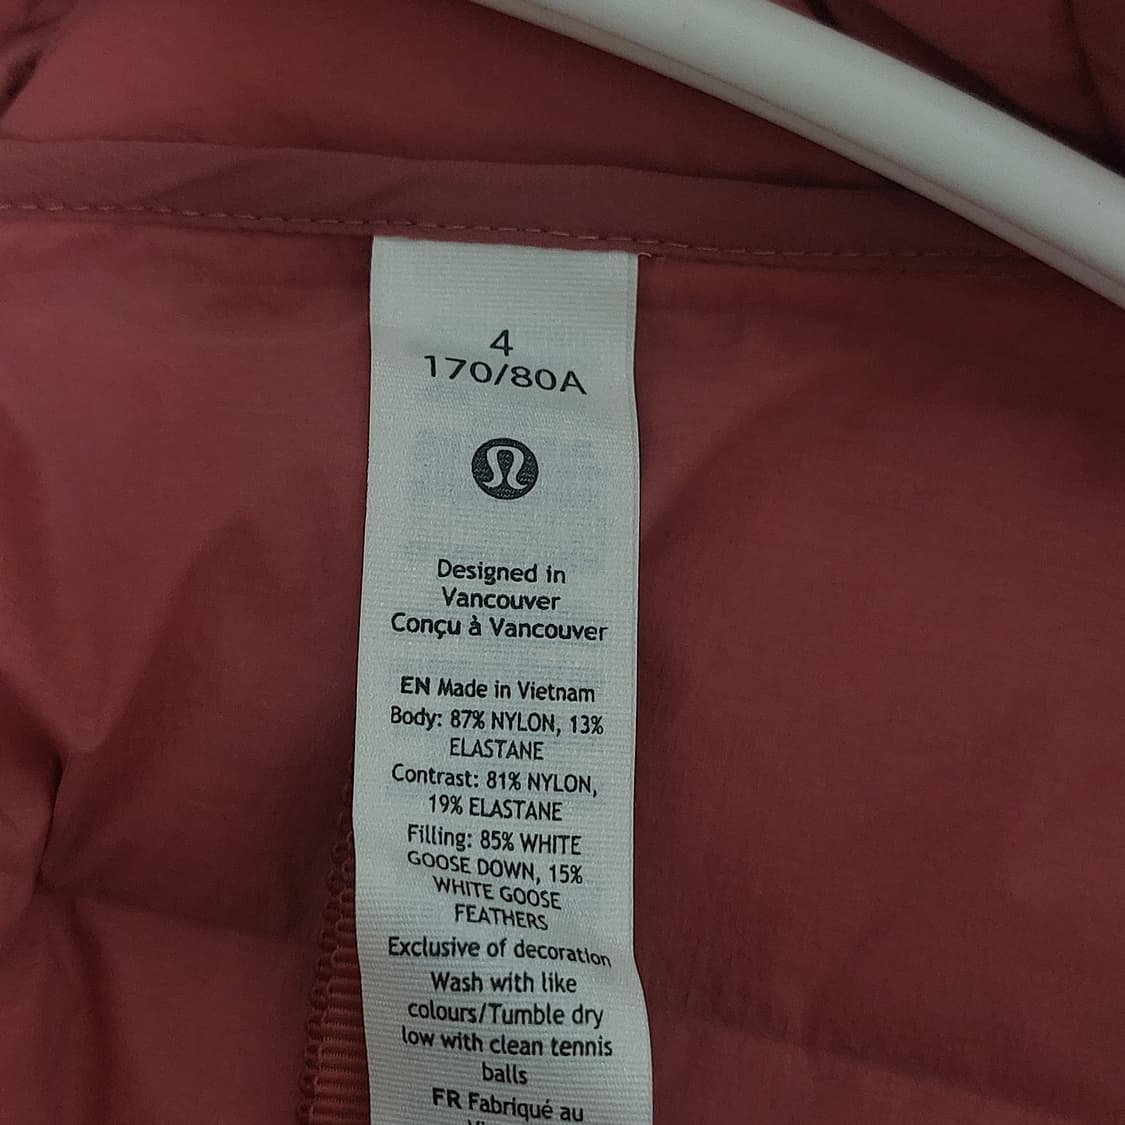 4
170/80A
Designed in
Vancouver
Conçu à Vancouver
EN Made in Vietnam
Body: 87% NYLON, 13%
ELASTANE
Contrast: 81% NYLON,
19% ELASTANE
Filling: 85% WHITE
GOOSE DOWN, 15%
WHITE GOOSE
FEATHERS
Exclusive of decoration
Wash with like
colours/Tumble dry
low with clean tennis
balls
FR Fabriqué au